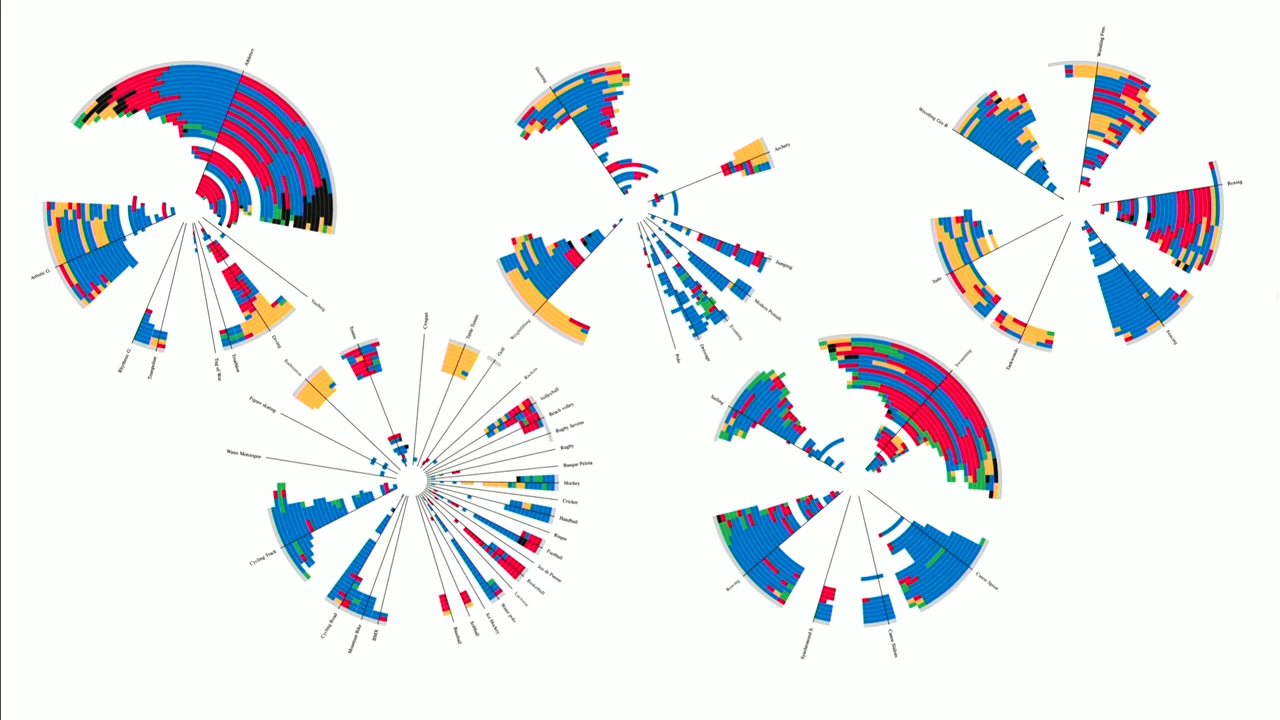 Athletics
Artistic G.
Rhythmic G
Trampoline
Tug of War
Triathlon
Diving
Vaulting
Shooting
Archery
Jumping
Modern Pentath.
Eventing
Dressage
Polo
Weightlifting
Wrestling Free.
Wrestling Gre-R
Boxing
Fencing
Taekwondo
Judo
Badminton
Tennis
Croquet
Table Tennis
Golf
Rackets
Volleyball
Beach volley.
Rugby Sevens
Rugby
Basque Pelota
Hockey
Cricket
Handball
Roque
Football
Jeu de Paume
Basketball
Lacrosse
Water polo
Ice Hockey
Softball
Baseball
BMX
Mountain Bike
Cycling Road
Cycling Track
Water Motorspor
Figure skating
Sailing
Swimming
Canoe Sprint
Canoe Slalom
Synchronized S.
Rowing